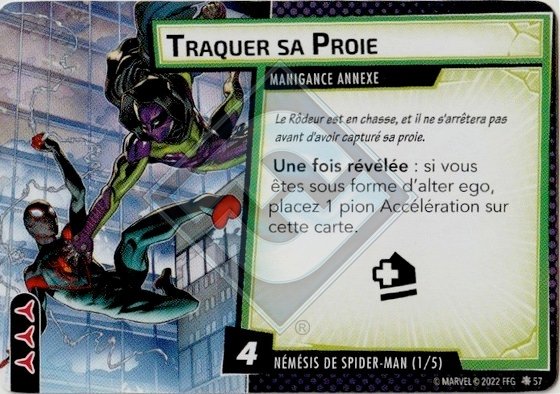 TRAQUER SA PROIE
MANIGANCE ANNEXE
Le Rôdeur est en chasse, et il ne s'arrêtera pas
avant d'avoir capturé sa proie.
Une fois révélée : si vous
êtes sous forme d'alter ego,
placez 1 pion Accélération sur
cette carte.
®
4
NÉMÉSIS DE SPIDER-MAN (1/5)
© MARVEL © 2022 FFG 57